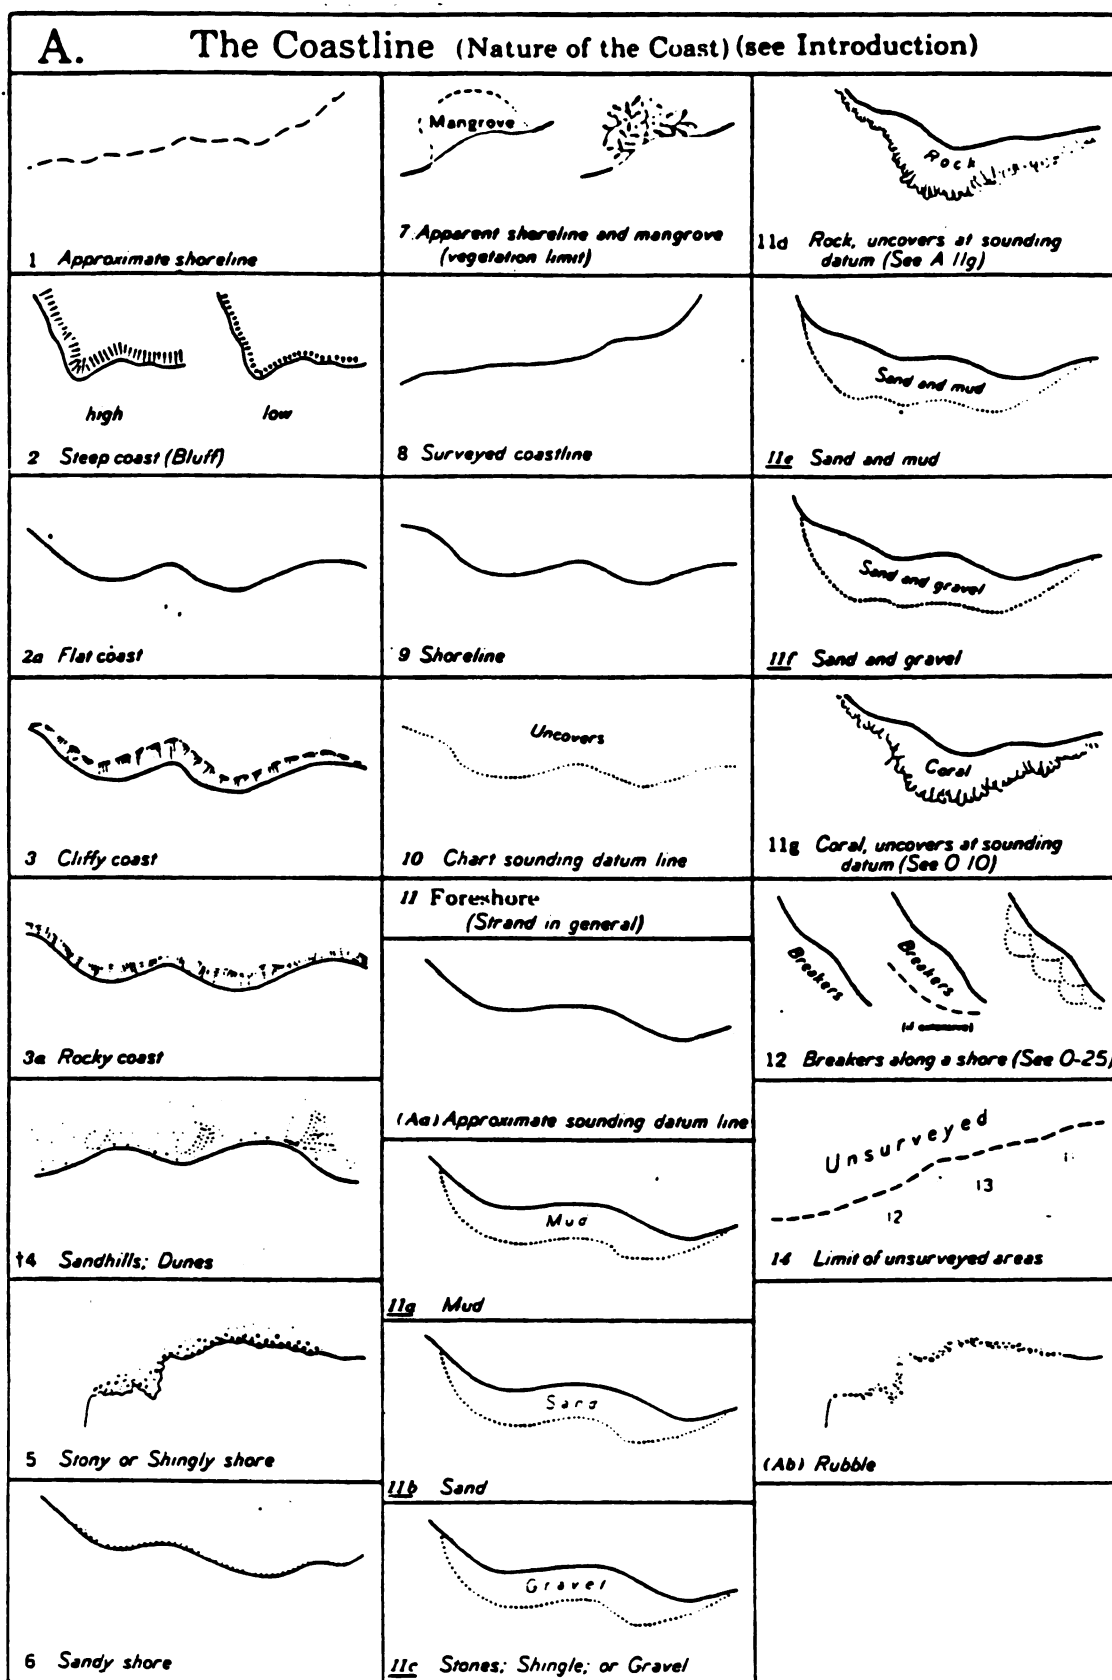 A. The Coastline (Nature of the Coast) (see Introduction)
1 Approximate shoreline
high low
2 Steep coast (Bluff)
2a Flat coast
3 Cliffy coast
3a Rocky coast
†4 Sandhills; Dunes
5 Stony or Shingly shore
6 Sandy shore
Mangrove
7 Apparent shoreline and mangrove
(vegetation limit)
8 Surveyed coastline
9 Shoreline
Uncovers
10 Chart sounding datum line
11 Foreshore
(Strand in general)
(Aa) Approximate sounding datum line
Mud
11a Mud
Sand
11b Sand
Gravel
11c Stones; Shingle; or Gravel
Rock
11d Rock, uncovers at sounding
datum (See A 11g)
Sand and mud
11e Sand and mud
Sand and gravel
11f Sand and gravel
Coral
11g Coral, uncovers at sounding
datum (See O 10)
Breakers Breakers
12 Breakers along a shore (See O-25)
Unsurveyed
13
12
14 Limit of unsurveyed areas
(Ab) Rubble